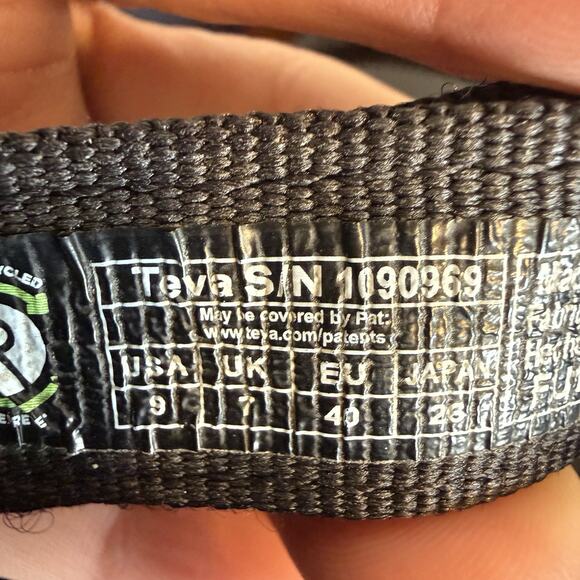 Teva S/N 1090969
May be covered by Pat:
www.teva.com/patents
USA UK EU JAPAN
9 7 40 26